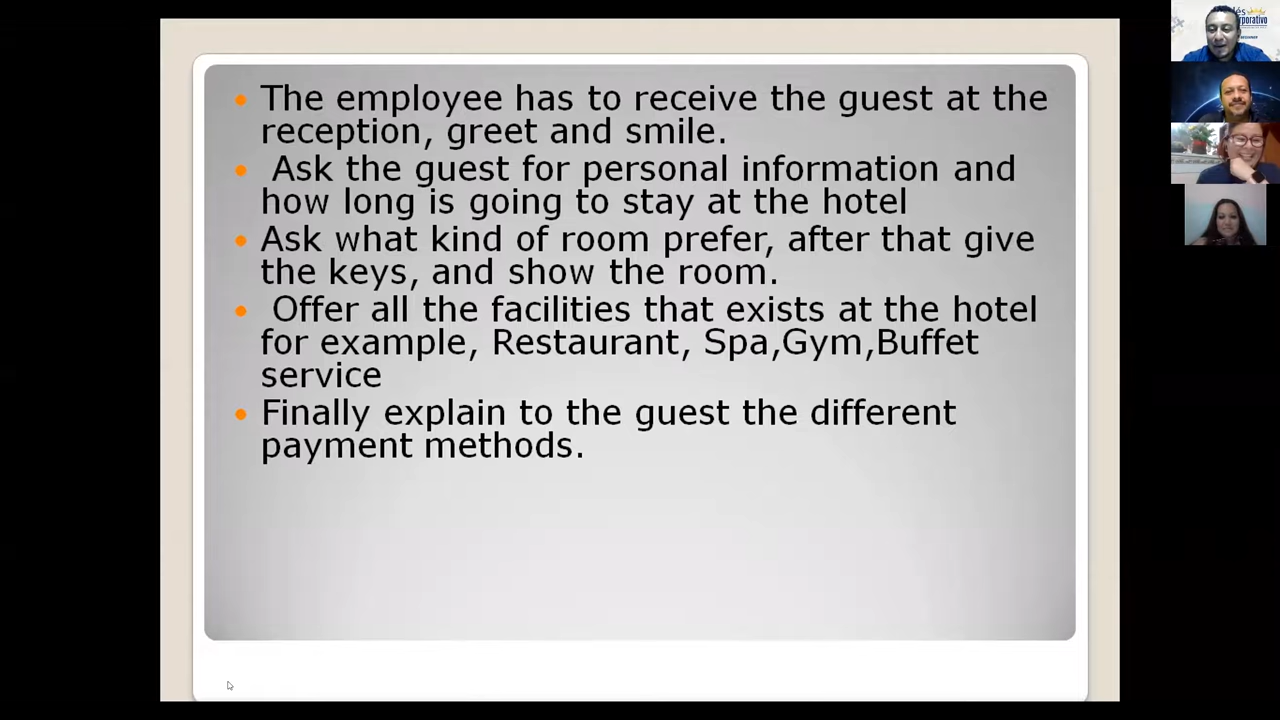 The employee has to receive the guest at the
reception, greet and smile.
Ask the guest for personal information and
how long is going to stay at the hotel
Ask what kind of room prefer, after that give
the keys, and show the room.
Offer all the facilities that exists at the hotel
for example, Restaurant, Spa,Gym,Buffet
service
Finally explain to the guest the different
payment methods.